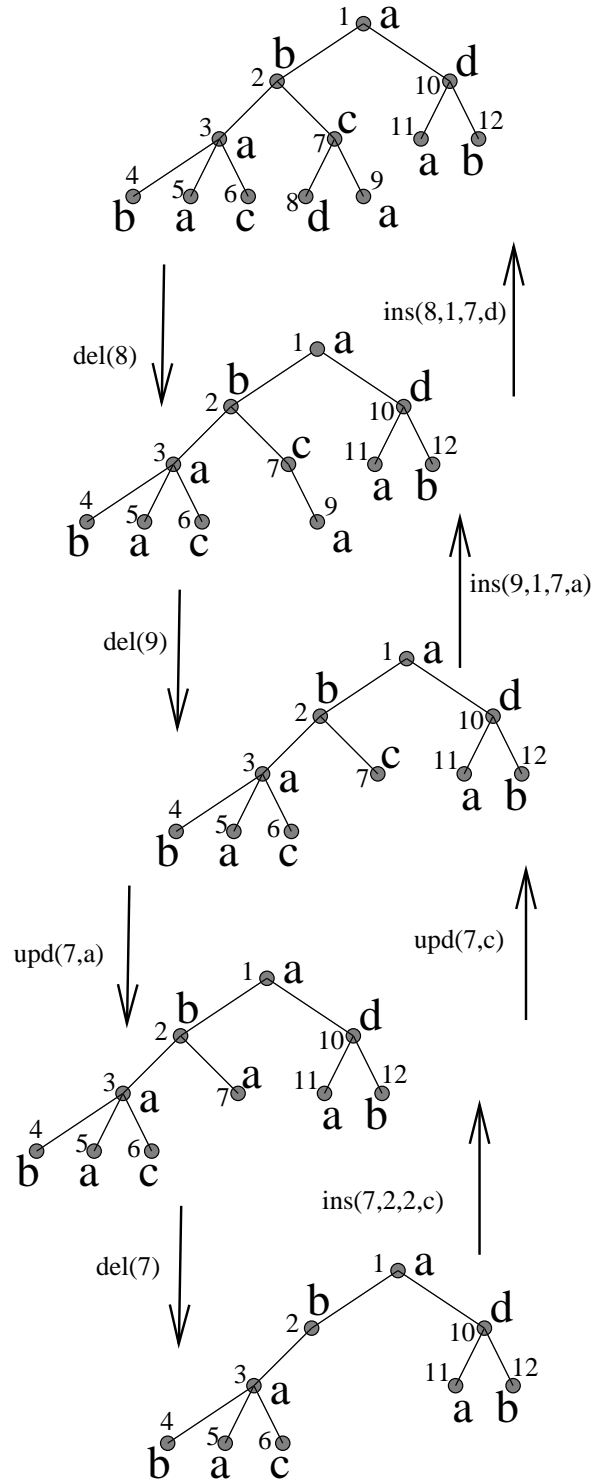 1 a
b
2
d
10
3 a
c
7
11
12
a b
4
5
6
8
9
b a c d a
del(8)
ins(8,1,7,d)
1 a
b
2
d
10
3 a
c
7
11
12
a b
4
5
6
9
b a c a
del(9)
ins(9,1,7,a)
1 a
b
2
d
10
3 a
c
7
11
12
a b
4
5
6
b a c
upd(7,a)
upd(7,c)
1 a
b
2
d
10
3 a
a
7
11
12
a b
4
5
6
b a c
del(7)
ins(7,2,2,c)
1 a
b
2
d
10
3 a
11
12
a b
4
5
6
b a c